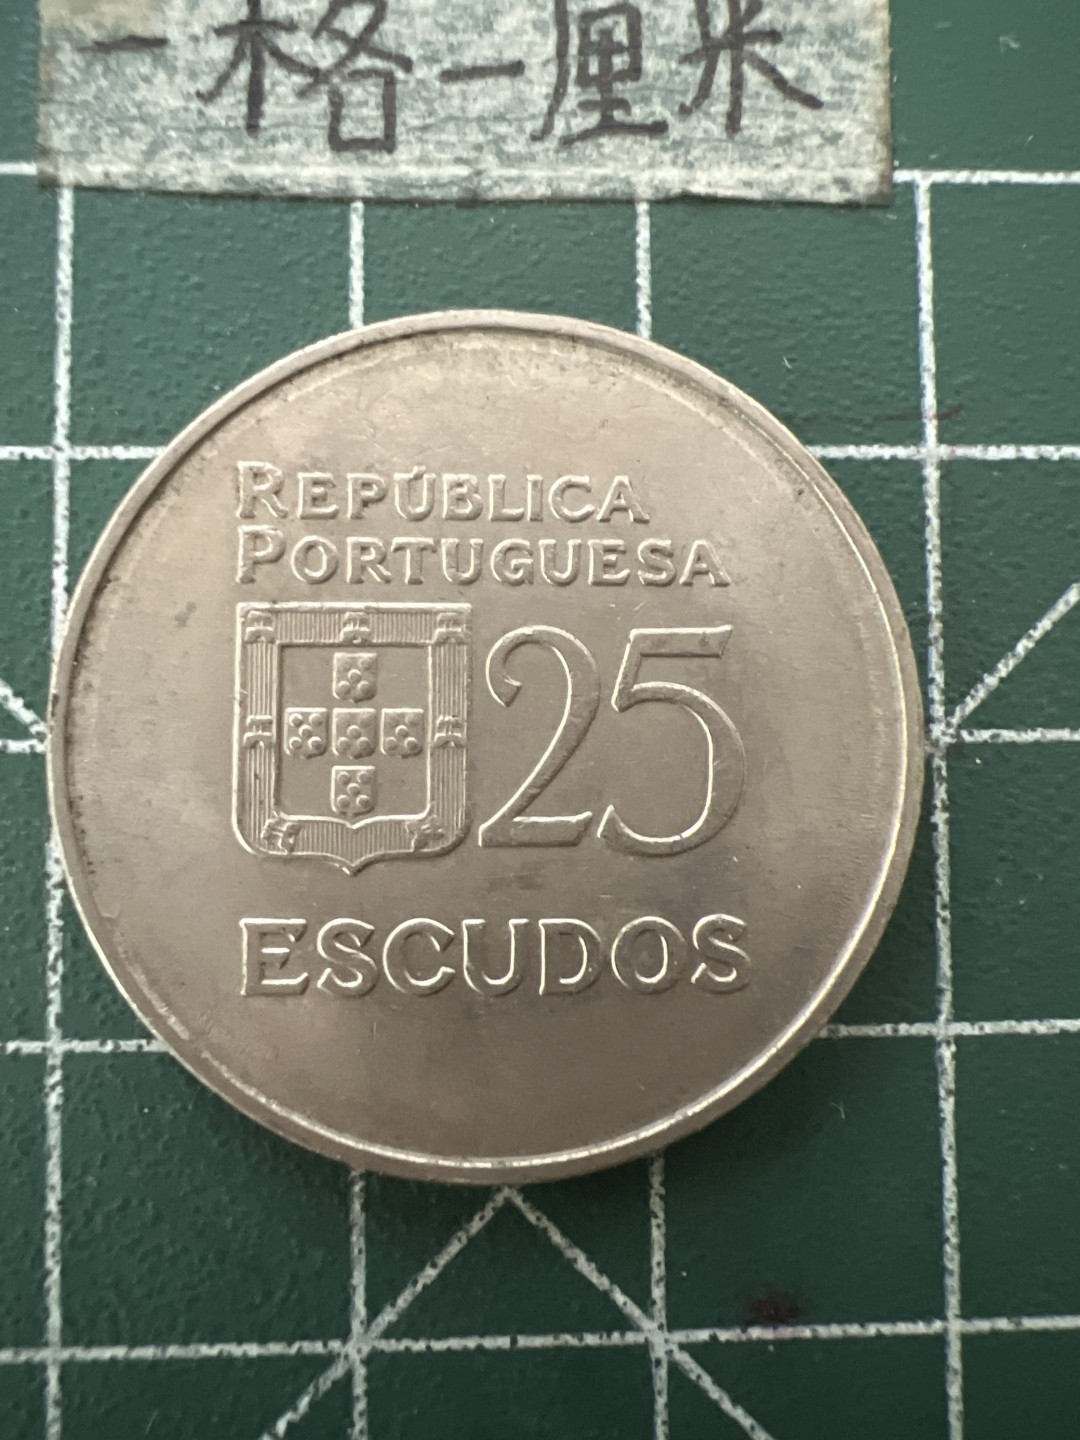 一格一厘米
REPÚBLICA
PORTUGUESA
25
ESCUDOS